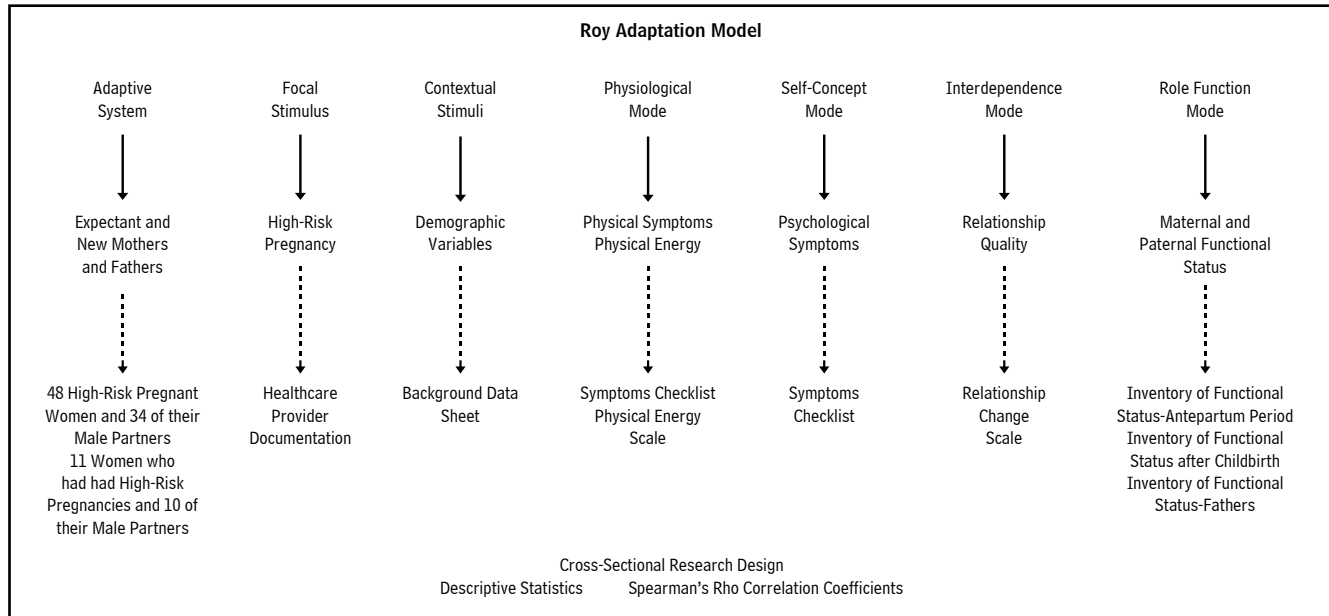 Roy Adaptation Model
Adaptive
System
Focal
Stimulus
Contextual
Stimuli
Physiological
Mode
Self-Concept
Mode
Interdependence
Mode
Role Function
Mode
Expectant and
New Mothers
and Fathers
High-Risk
Pregnancy
Demographic
Variables
Physical Symptoms
Physical Energy
Psychological
Symptoms
Relationship
Quality
Maternal and
Paternal Functional
Status
48 High-Risk Pregnant
Women and 34 of their
Male Partners
11 Women who
had had High-Risk
Pregnancies and 10 of
their Male Partners
Healthcare
Provider
Documentation
Background Data
Sheet
Symptoms Checklist
Physical Energy
Scale
Symptoms
Checklist
Relationship
Change
Scale
Inventory of Functional
Status-Antepartum Period
Inventory of Functional
Status after Childbirth
Inventory of Functional
Status-Fathers
Cross-Sectional Research Design
Descriptive Statistics Spearman's Rho Correlation Coefficients